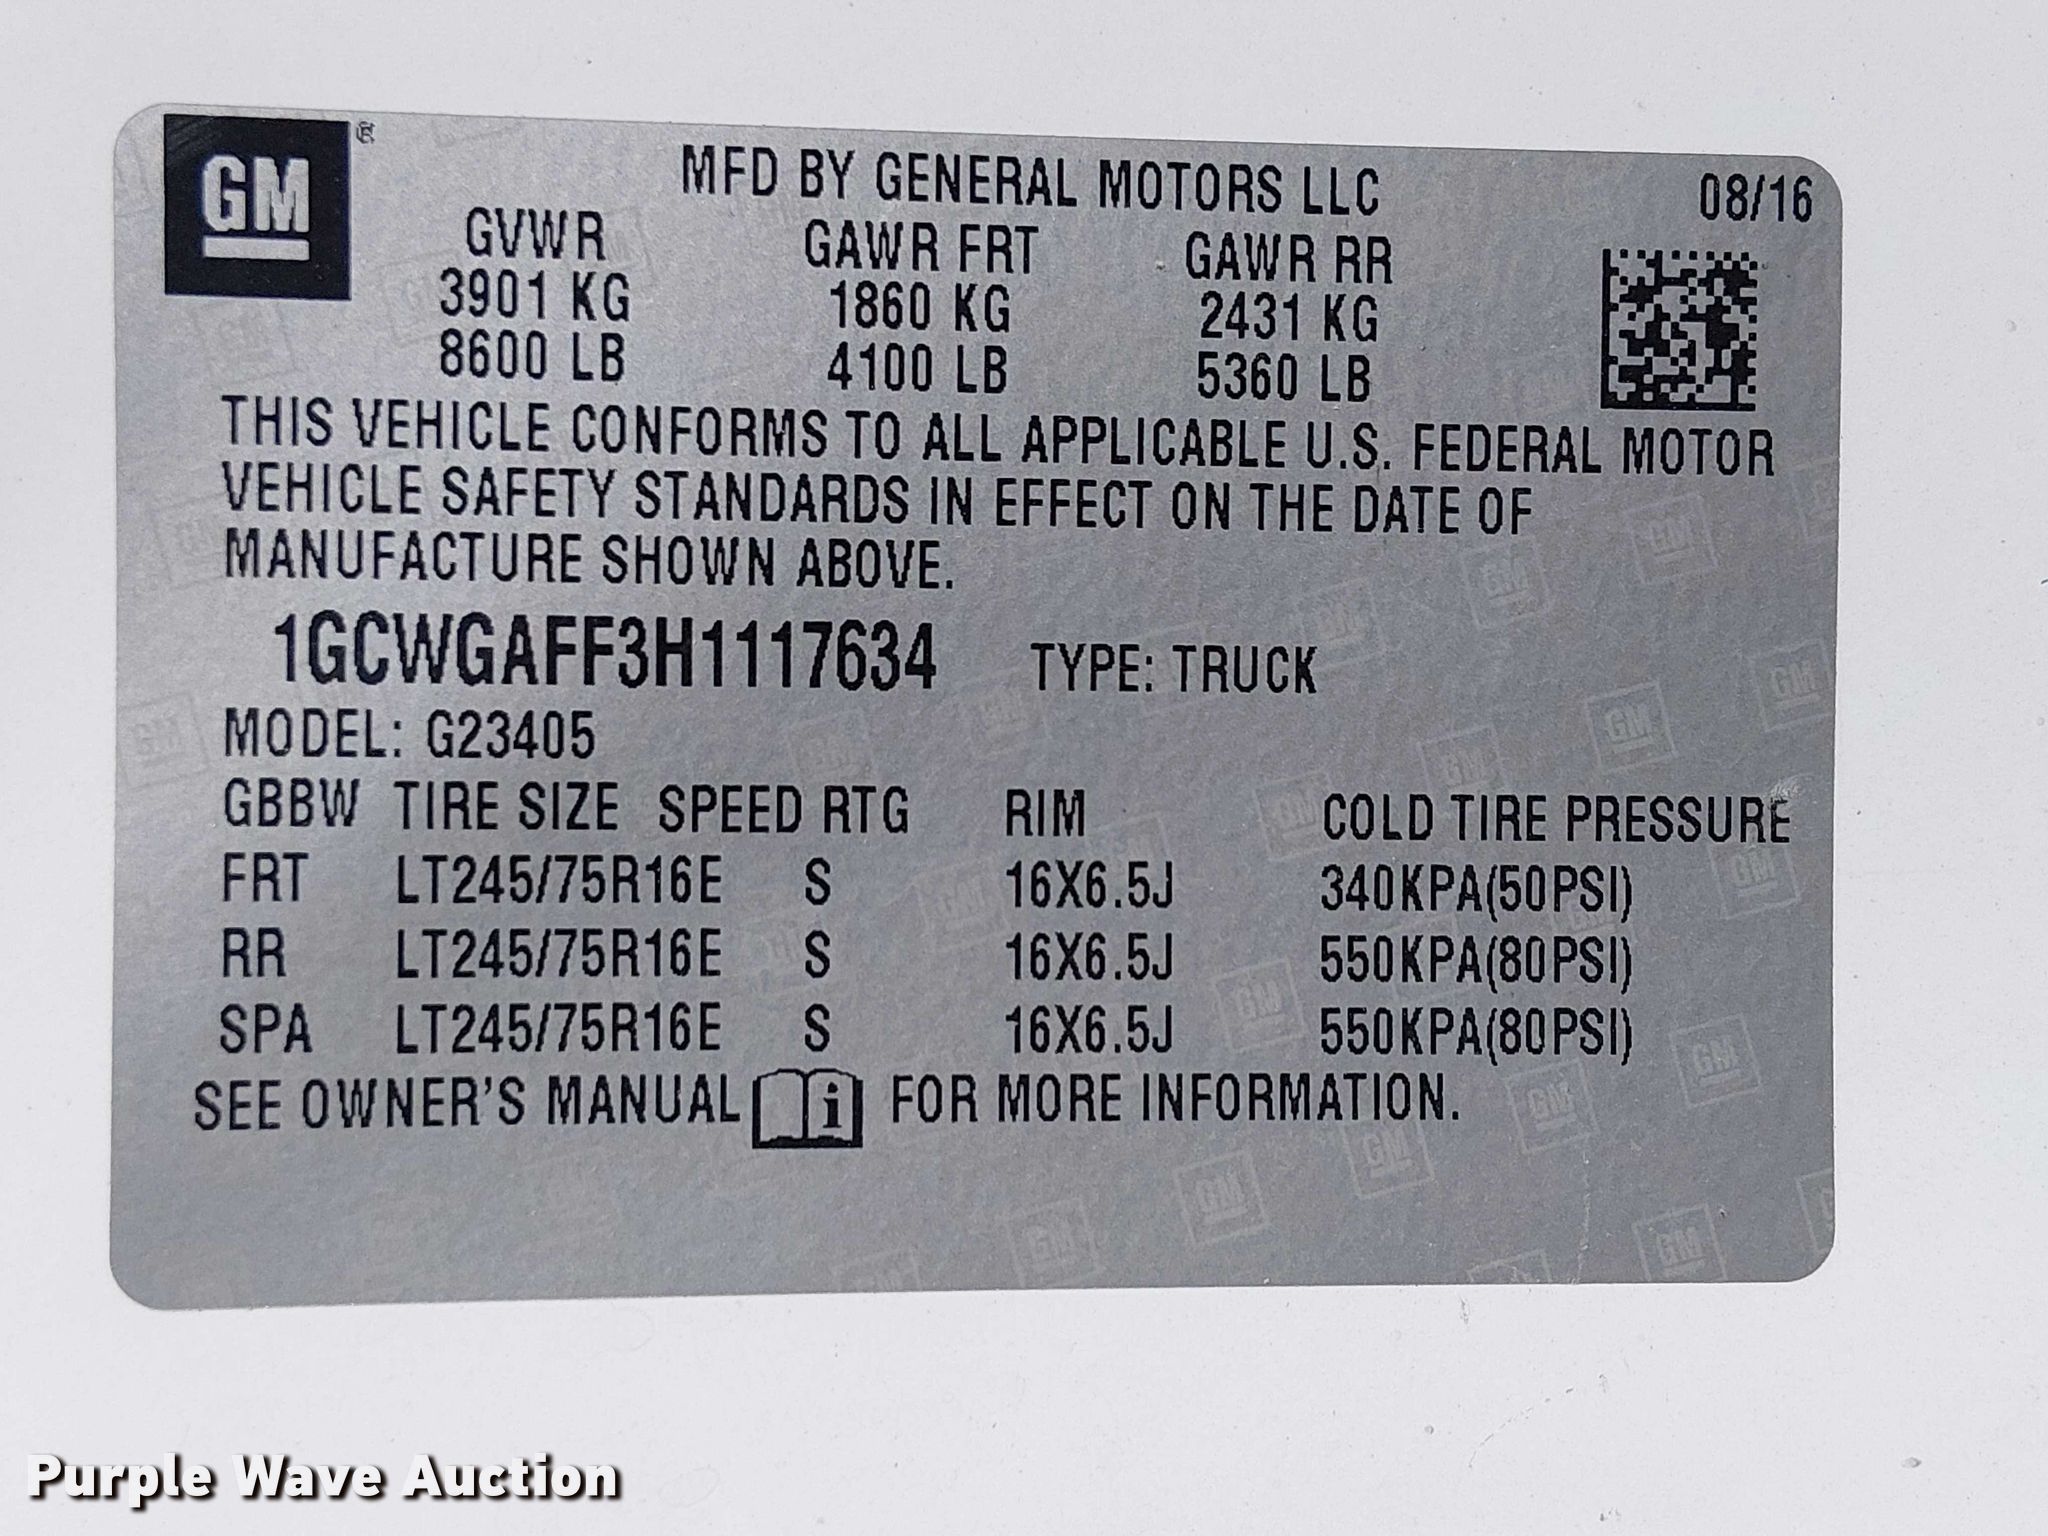 GM
MFD BY GENERAL MOTORS LLC 08/16
GVWR GAWR FRT GAWR RR
3901 KG 1860 KG 2431 KG
8600 LB 4100 LB 5360 LB
THIS VEHICLE CONFORMS TO ALL APPLICABLE U.S. FEDERAL MOTOR
VEHICLE SAFETY STANDARDS IN EFFECT ON THE DATE OF
MANUFACTURE SHOWN ABOVE.
1GCWGAFF3H1117634 TYPE: TRUCK
MODEL: G23405
GBBW TIRE SIZE SPEED RTG RIM COLD TIRE PRESSURE
FRT LT245/75R16E S 16X6.5J 340KPA(50PSI)
RR LT245/75R16E S 16X6.5J 550KPA(80PSI)
SPA LT245/75R16E S 16X6.5J 550KPA(80PSI)
SEE OWNER'S MANUAL i FOR MORE INFORMATION.
Purple Wave Auction